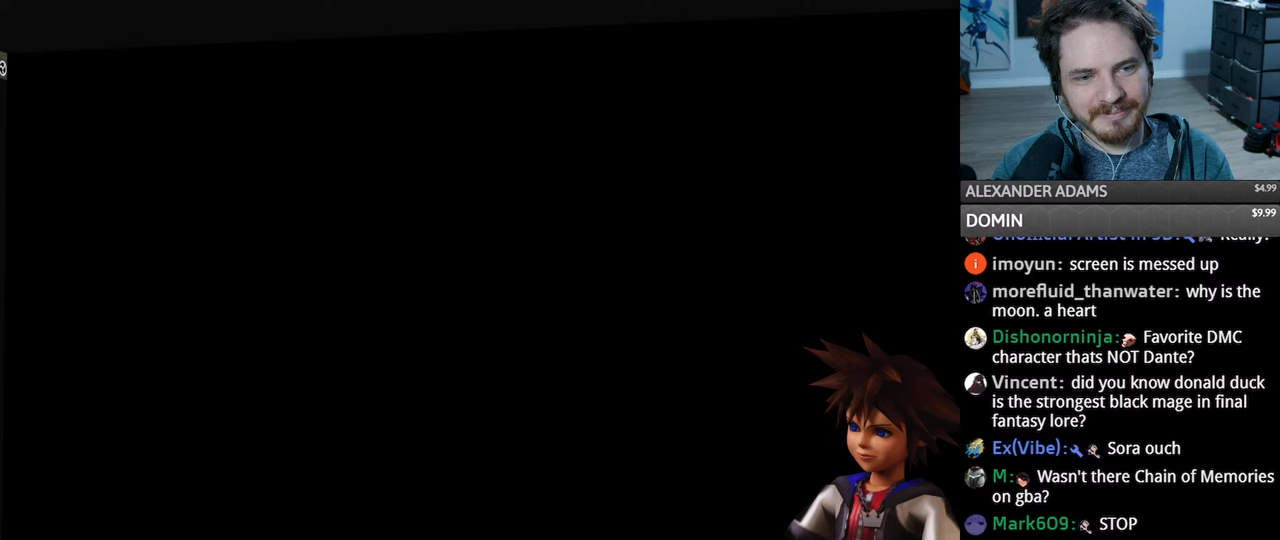 ALEXANDER ADAMS $4.99
DOMIN $9.99
imoyun: screen is messed up
morefluid_thanwater: why is the
moon. a heart
Dishonorninja: Favorite DMC
character thats NOT Dante?
Vincent: did you know donald duck
is the strongest black mage in final
fantasy lore?
Ex(Vibe): Sora ouch
M: Wasn't there Chain of Memories
on gba?
Mark609: STOP